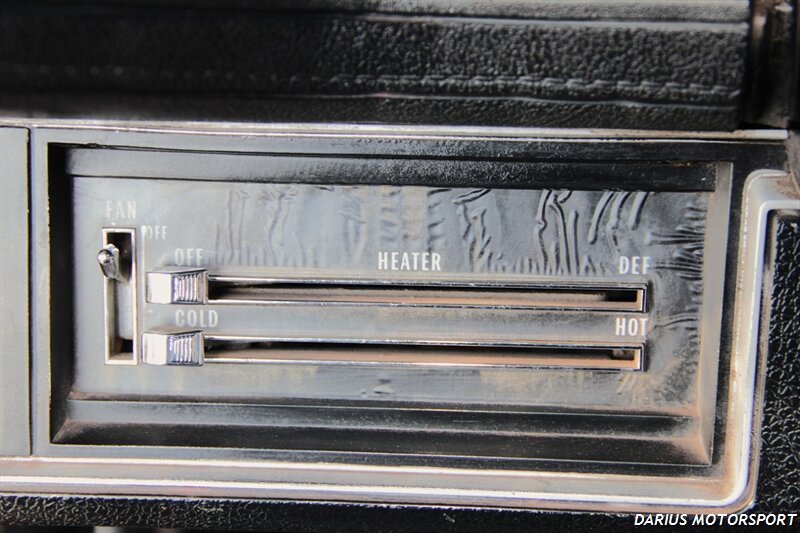 FAN
OFF
OFF HEATER DEF
COLD HOT
DARIUS MOTORSPORT